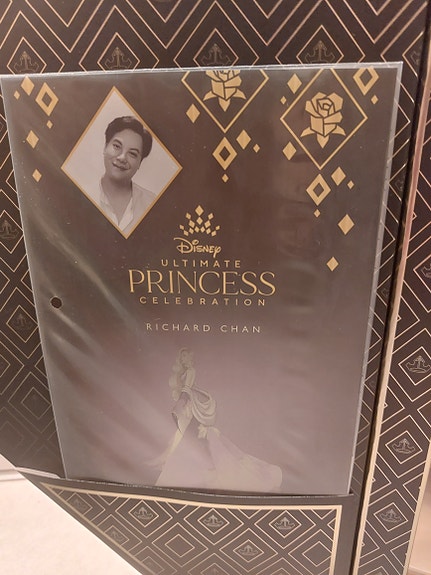 Disney
ULTIMATE
PRINCESS
CELEBRATION
RICHARD CHAN